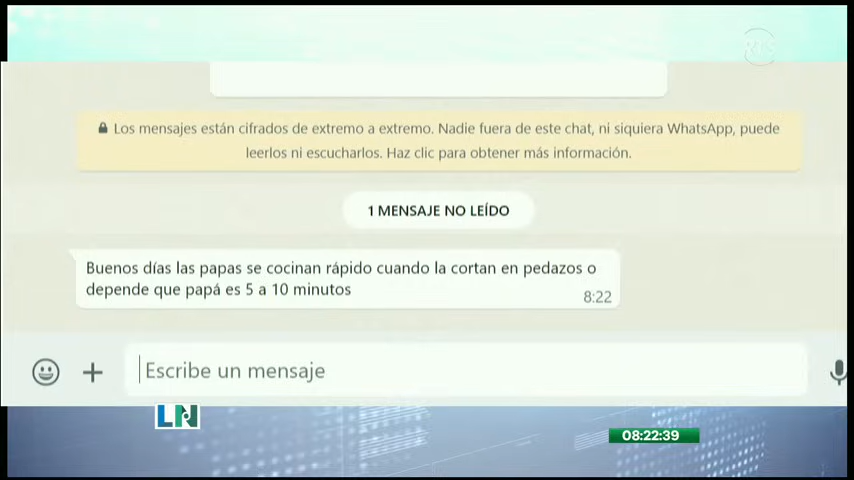 RTS
Los mensajes están cifrados de extremo a extremo. Nadie fuera de este chat, ni siquiera WhatsApp, puede
leerlos ni escucharlos. Haz clic para obtener más información.
1 MENSAJE NO LEÍDO
Buenos días las papas se cocinan rápido cuando la cortan en pedazos o
depende que papá es 5 a 10 minutos
8:22
Escribe un mensaje
LN
08:22:39